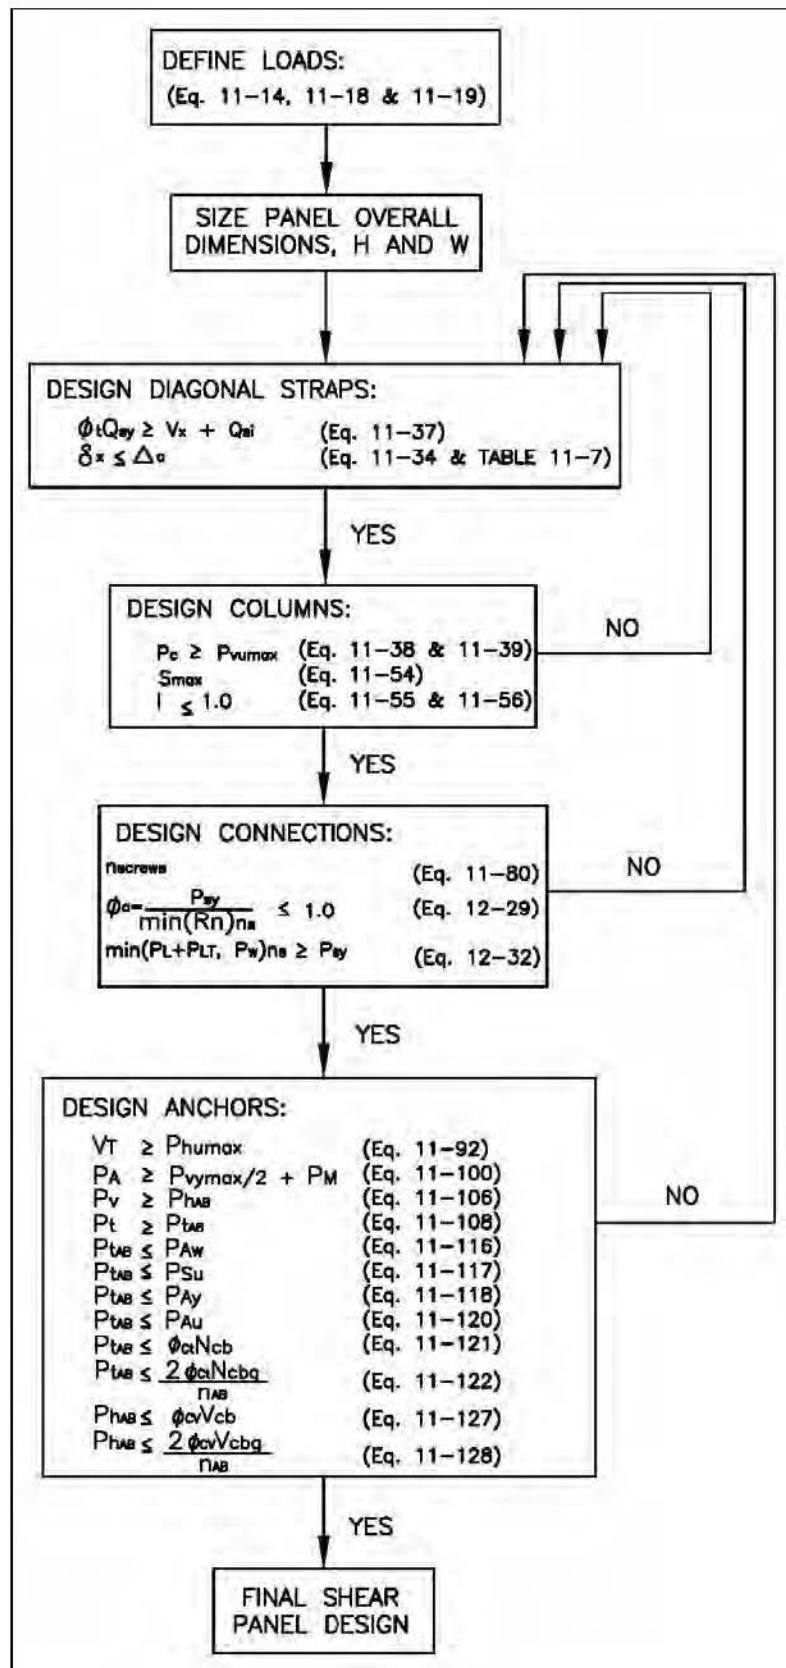 DEFINE LOADS:
(Eq. 11-14, 11-18 & 11-19)
SIZE PANEL OVERALL
DIMENSIONS, H AND W
DESIGN DIAGONAL STRAPS:
ϕtQsy ≥ Vx + Qsi (Eq. 11-37)
δx ≤ Δa (Eq. 11-34 & TABLE 11-7)
YES
DESIGN COLUMNS:
Pc ≥ Pvumax (Eq. 11-38 & 11-39)
Smax (Eq. 11-54)
I ≤ 1.0 (Eq. 11-55 & 11-56)
NO
YES
DESIGN CONNECTIONS:
nscrews (Eq. 11-80)
ϕa= Psy / min(Rn)ns ≤ 1.0 (Eq. 12-29)
min(PL+PLT, Pw)ns ≥ Psy (Eq. 12-32)
NO
YES
DESIGN ANCHORS:
VT ≥ Phumax (Eq. 11-92)
PA ≥ Pvymax/2 + PM (Eq. 11-100)
Pv ≥ PhAB (Eq. 11-106)
Pt ≥ PtAB (Eq. 11-108)
PtAB ≤ PAw (Eq. 11-116)
PtAB ≤ PSu (Eq. 11-117)
PtAB ≤ PAy (Eq. 11-118)
PtAB ≤ PAu (Eq. 11-120)
PtAB ≤ ϕctNcb (Eq. 11-121)
PtAB ≤ 2ϕctNcbg / nAB (Eq. 11-122)
PhAB ≤ ϕcvVcb (Eq. 11-127)
PhAB ≤ 2ϕcvVcbg / nAB (Eq. 11-128)
NO
YES
FINAL SHEAR
PANEL DESIGN